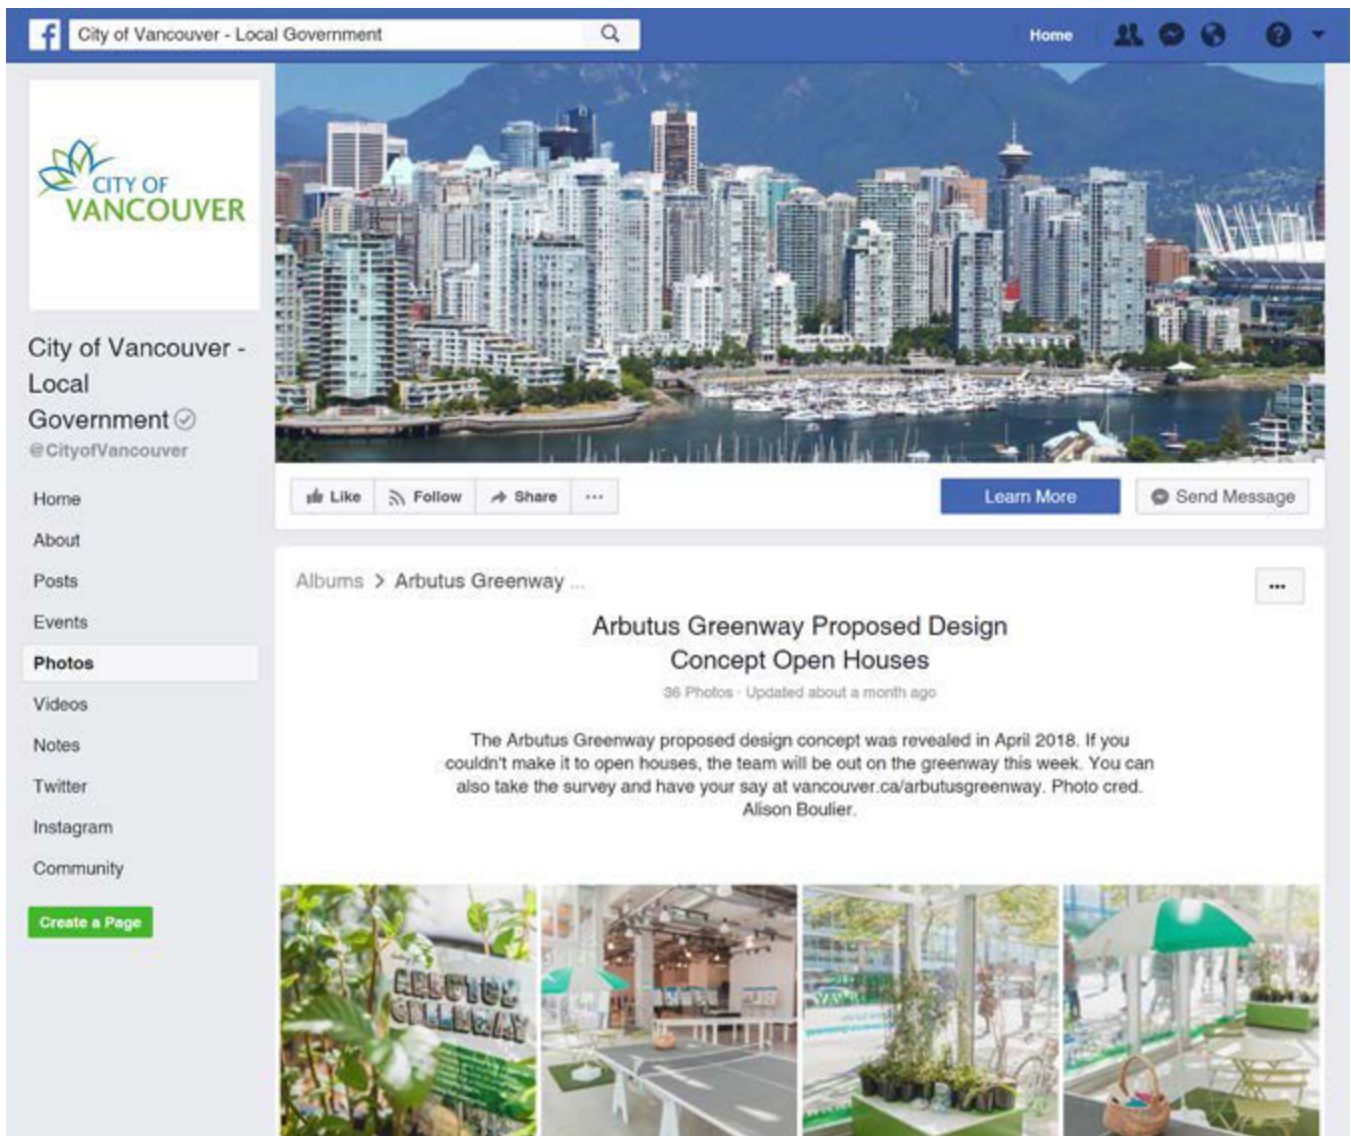 City of Vancouver - Local Government
Home
CITY OF
VANCOUVER
City of Vancouver -
Local
Government
@CityofVancouver
Home
About
Posts
Events
Photos
Videos
Notes
Twitter
Instagram
Community
Create a Page
Like
Follow
Share
...
Learn More
Send Message
Albums > Arbutus Greenway ...
Arbutus Greenway Proposed Design
Concept Open Houses
36 Photos · Updated about a month ago
The Arbutus Greenway proposed design concept was revealed in April 2018. If you
couldn't make it to open houses, the team will be out on the greenway this week. You can
also take the survey and have your say at vancouver.ca/arbutusgreenway. Photo cred.
Alison Boulier.
ARBUTUS
GREENWAY